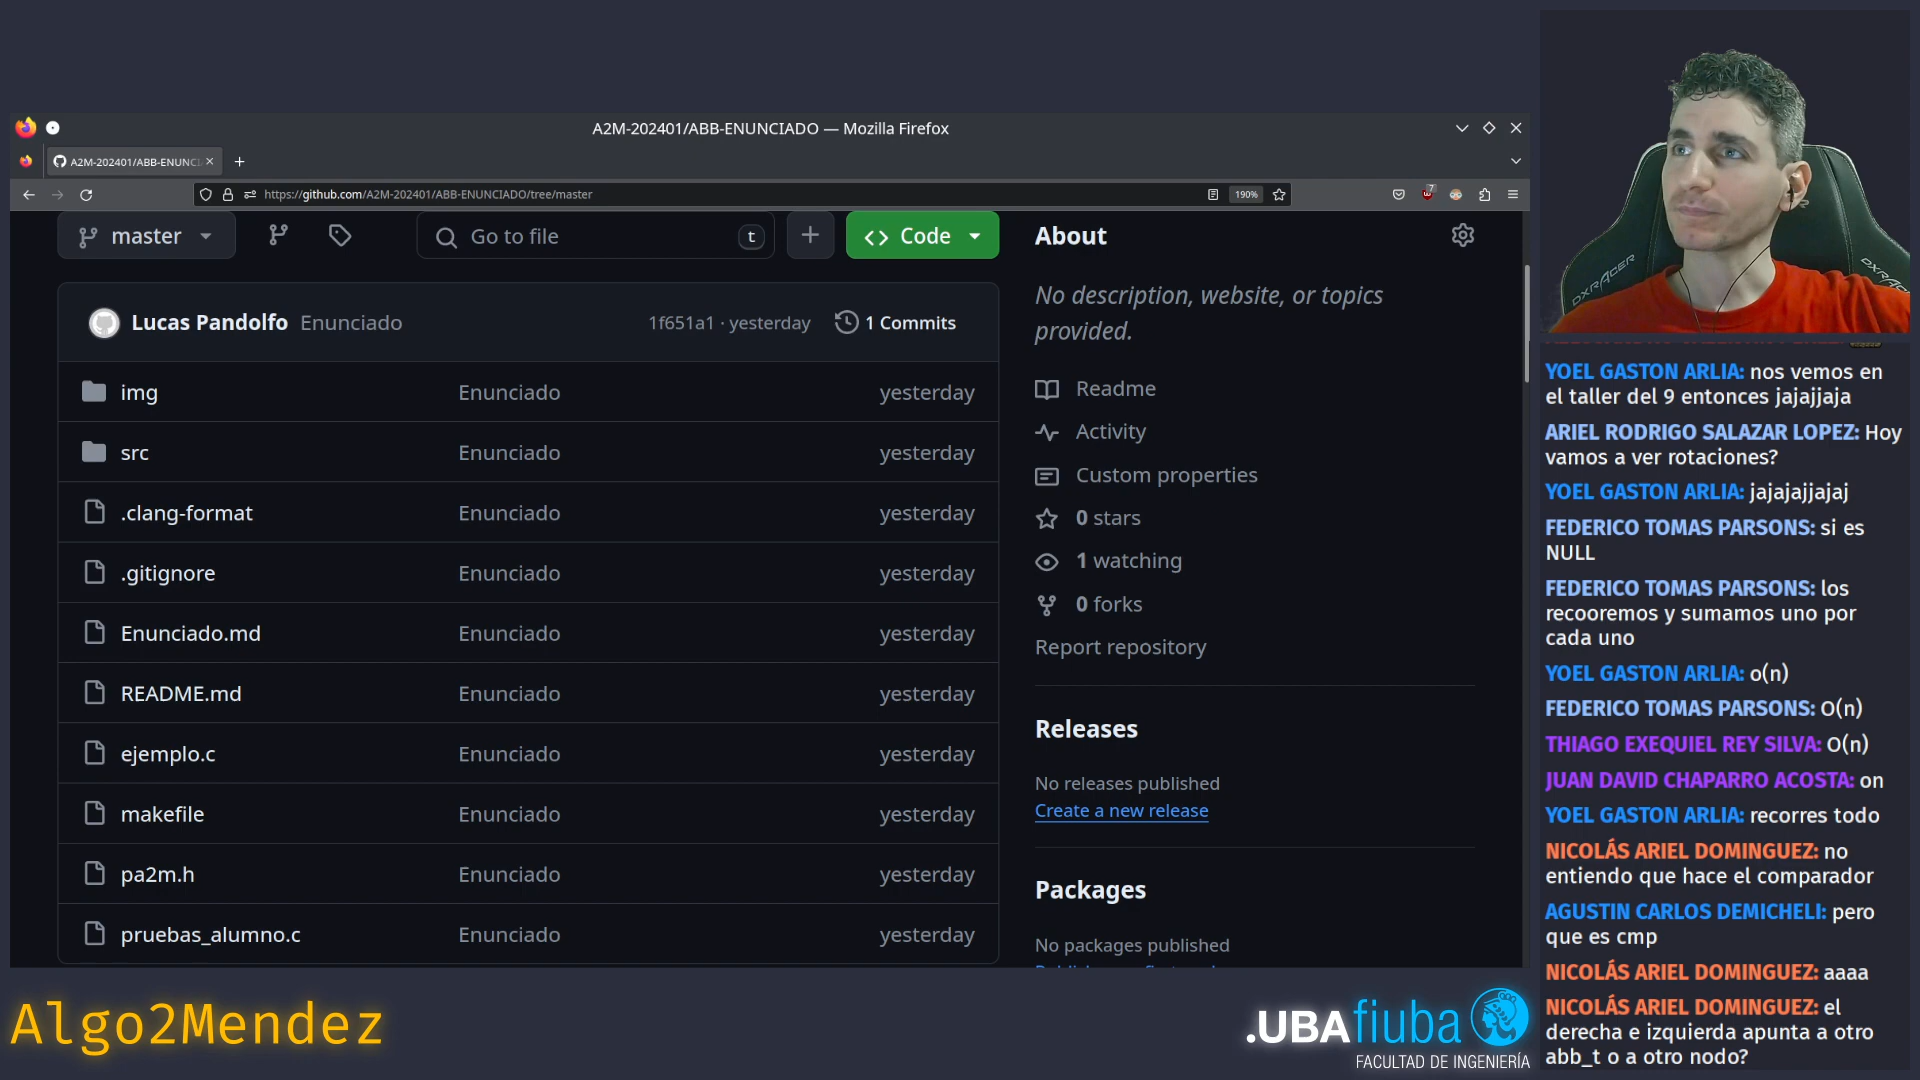 A2M-202401/ABB-ENUNCIADO — Mozilla Firefox
A2M-202401/ABB-ENUNCI
https://github.com/A2M-202401/ABB-ENUNCIADO/tree/master
190%
7
master
Go to file
t
Code
Lucas Pandolfo Enunciado
1f651a1 · yesterday
1 Commits
img Enunciado yesterday
src Enunciado yesterday
.clang-format Enunciado yesterday
.gitignore Enunciado yesterday
Enunciado.md Enunciado yesterday
README.md Enunciado yesterday
ejemplo.c Enunciado yesterday
makefile Enunciado yesterday
pa2m.h Enunciado yesterday
pruebas_alumno.c Enunciado yesterday
About
No description, website, or topics
provided.
Readme
Activity
Custom properties
0 stars
1 watching
0 forks
Report repository
Releases
No releases published
Create a new release
Packages
No packages published
DXRACER
DXRACER
YOEL GASTON ARLIA: nos vemos en
el taller del 9 entonces jajajjaja
ARIEL RODRIGO SALAZAR LOPEZ: Hoy
vamos a ver rotaciones?
YOEL GASTON ARLIA: jajajajjajaj
FEDERICO TOMAS PARSONS: si es
NULL
FEDERICO TOMAS PARSONS: los
recooremos y sumamos uno por
cada uno
YOEL GASTON ARLIA: o(n)
FEDERICO TOMAS PARSONS: O(n)
THIAGO EXEQUIEL REY SILVA: O(n)
JUAN DAVID CHAPARRO ACOSTA: on
YOEL GASTON ARLIA: recorres todo
NICOLÁS ARIEL DOMINGUEZ: no
entiendo que hace el comparador
AGUSTIN CARLOS DEMICHELI: pero
que es cmp
NICOLÁS ARIEL DOMINGUEZ: aaaa
NICOLÁS ARIEL DOMINGUEZ: el
derecha e izquierda apunta a otro
abb_t o a otro nodo?
Algo2Mendez
.UBAfiuba
FACULTAD DE INGENIERÍA